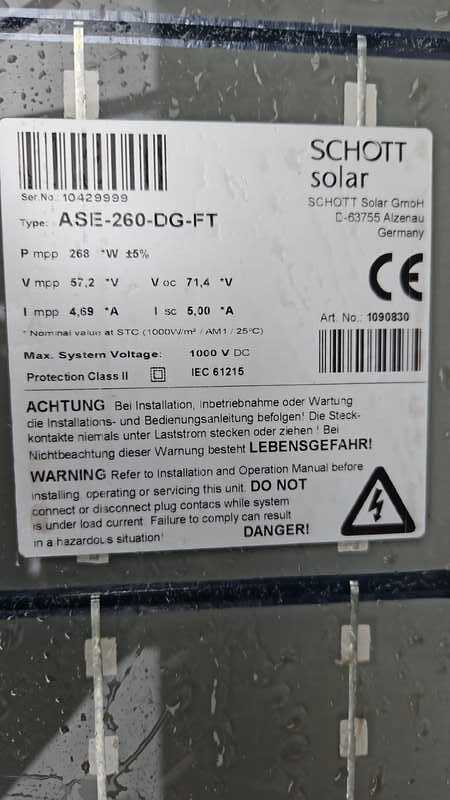 SCHOTT
solar
Ser.No.: 10429999
SCHOTT Solar GmbH
D-63755 Alzenau
Germany
Type: ASE-260-DG-FT
P mpp 268 *W ±5%
V mpp 57,2 *V V oc 71,4 *V
I mpp 4,69 *A I sc 5,00 *A
CE
* Nominal value at STC (1000W/m² / AM1 / 25°C)
Art. No.: 1090830
Max. System Voltage: 1000 V DC
Protection Class II IEC 61215
ACHTUNG Bei Installation, Inbetriebnahme oder Wartung
die Installations- und Bedienungsanleitung befolgen! Die Steck-
kontakte niemals unter Laststrom stecken oder ziehen! Bei
Nichtbeachtung dieser Warnung besteht LEBENSGEFAHR!
WARNING Refer to Installation and Operation Manual before
installing, operating or servicing this unit. DO NOT
connect or disconnect plug contacts while system
is under load current. Failure to comply can result
in a hazardous situation! DANGER!